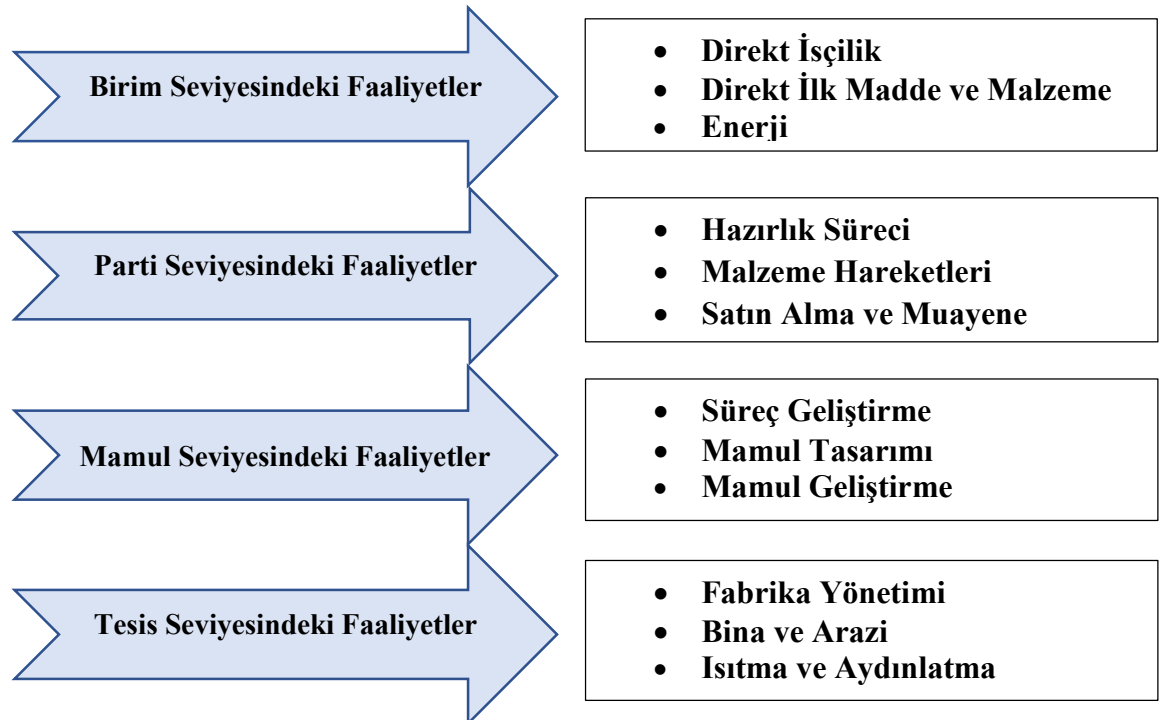 Birim Seviyesindeki Faaliyetler
• Direkt İsçilik
• Direkt İlk Madde ve Malzeme
• Enerji
Parti Seviyesindeki Faaliyetler
• Hazırlık Süreci
• Malzeme Hareketleri
• Satın Alma ve Muayene
Mamul Seviyesindeki Faaliyetler
• Süreç Geliştirme
• Mamul Tasarımı
• Mamul Geliştirme
Tesis Seviyesindeki Faaliyetler
• Fabrika Yönetimi
• Bina ve Arazi
• Isıtma ve Aydınlatma